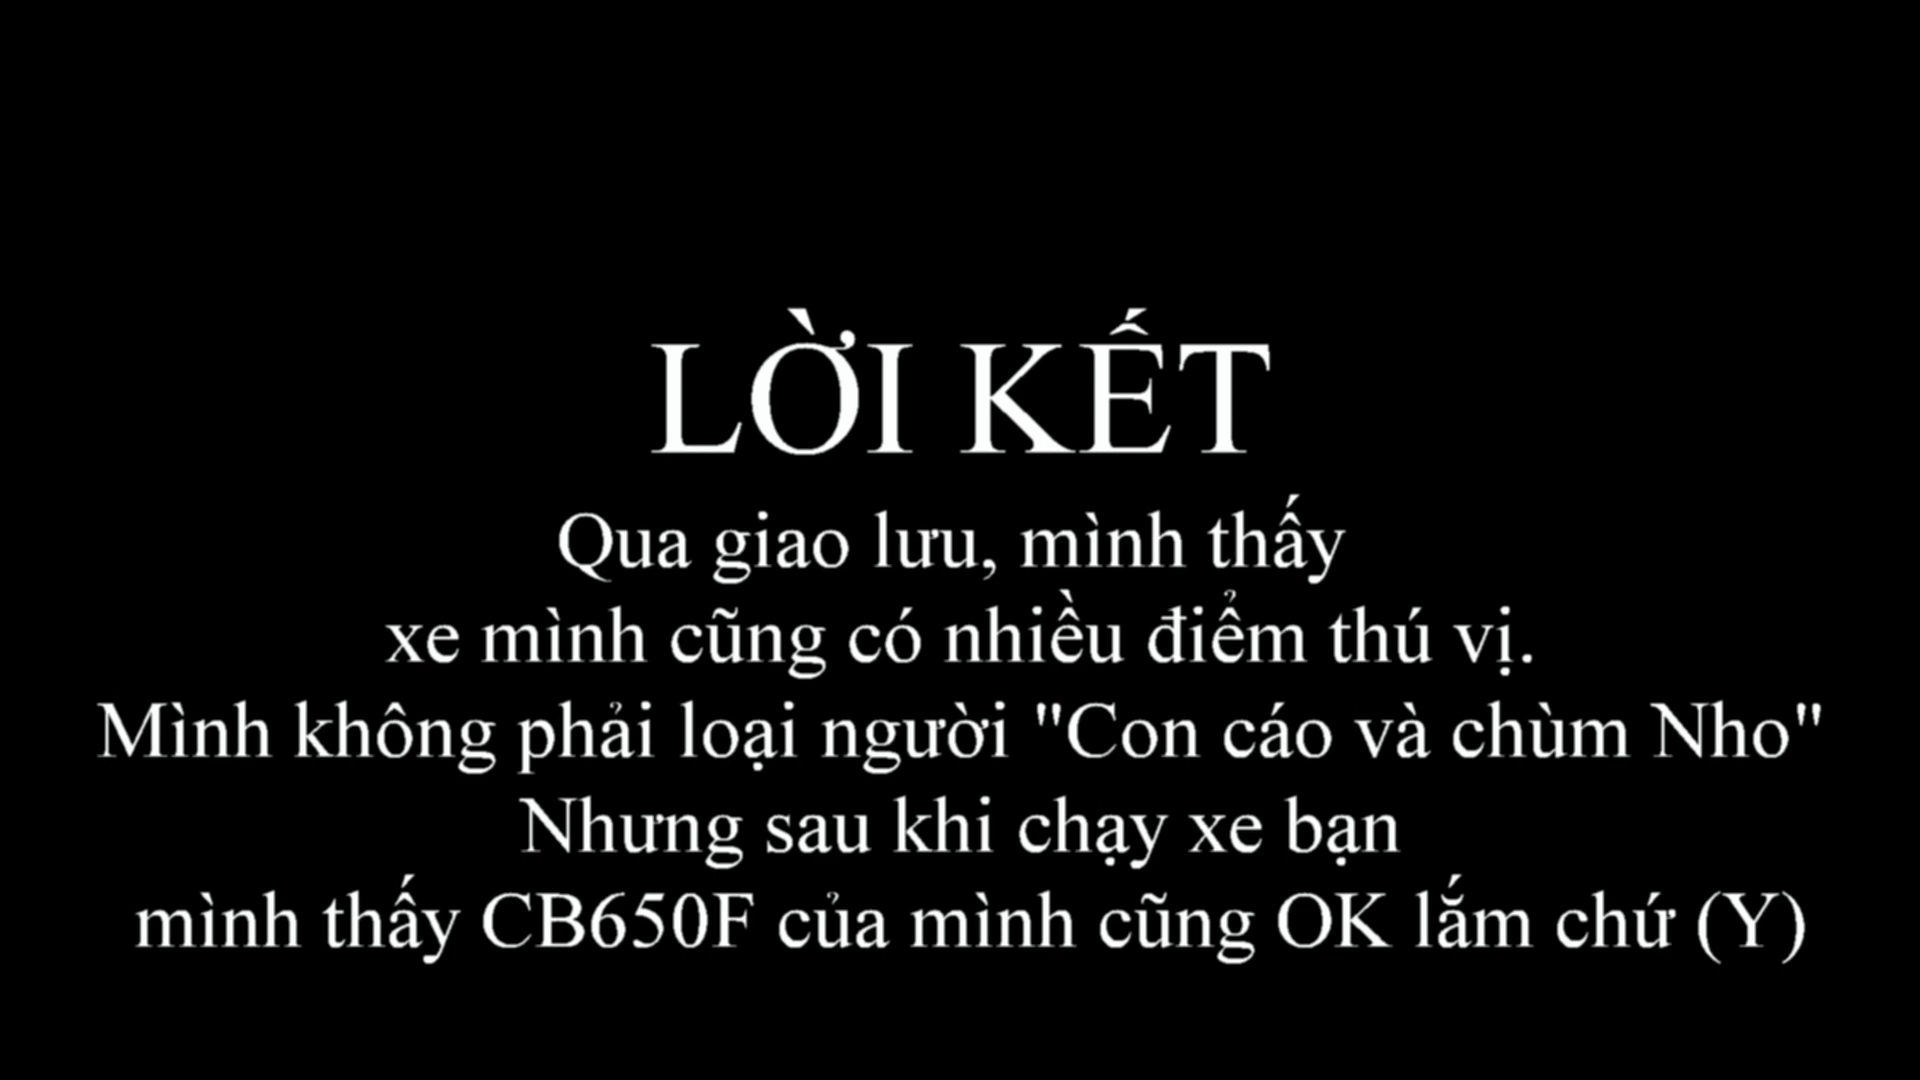 LỜI KẾT
Qua giao lưu, mình thấy
xe mình cũng có nhiều điểm thú vị.
Mình không phải loại người "Con cáo và chùm Nho"
Nhưng sau khi chạy xe bạn
mình thấy CB650F của mình cũng OK lắm chứ (Y)